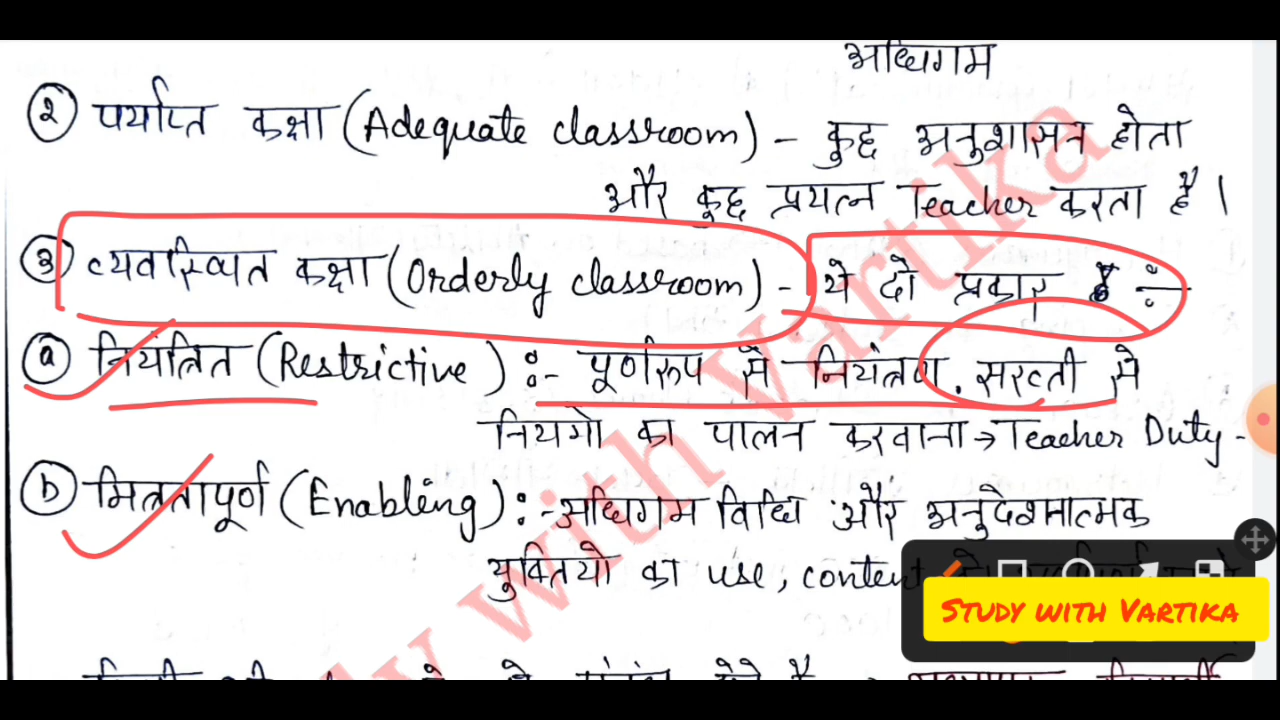 अधिगम
② पर्याप्त कक्षा (Adequate classroom) - कुछ अनुशासन होता
और कुछ प्रयत्न Teacher करता है ।
③ व्यवस्थित कक्षा (Orderly classroom) - ये दो प्रकार है :-
ⓐ नियंत्रित (Restrictive) :- पूर्णरूप से नियंत्रण. सख्ती से
नियमो का पालन करवाना → Teacher Duty -
ⓑ मित्रतापूर्ण (Enabling) :- अधिगम विधि और अनुदेशनात्मक
युक्तियो का use, content
STUDY WITH VARTIKA
with Vartika